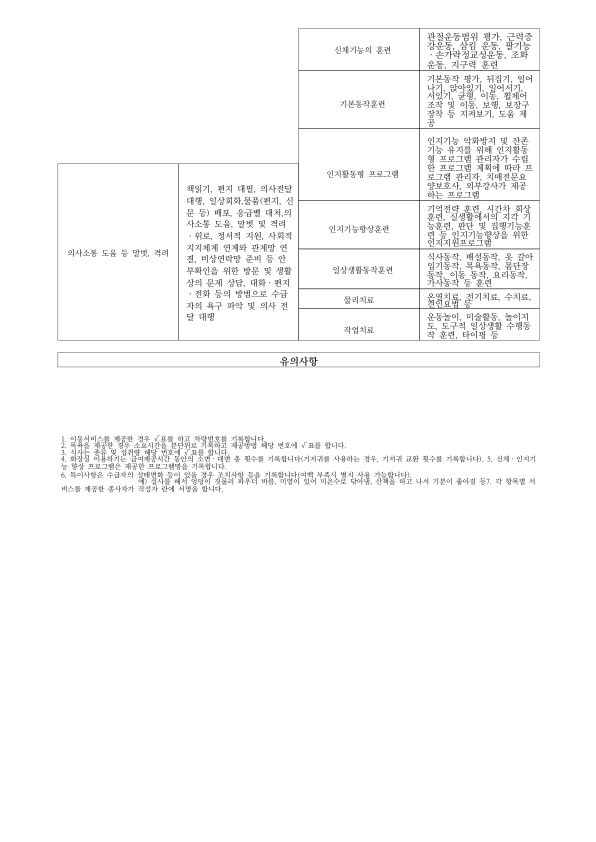 신체기능의 훈련
관절운동범위 평가, 근력증
강운동, 삼킴 운동, 팔기능
·손가락정교성운동, 조화
운동, 지구력 훈련
기본동작훈련
기본동작 평가, 뒤집기, 일어
나기, 앉아있기, 일어서기,
서있기, 균형, 이동, 휠체어
조작 및 이동, 보행, 보장구
장착 등 지켜보기, 도움 제
공
인지활동형 프로그램
인지기능 악화방지 및 잔존
기능 유지를 위해 인지활동
형 프로그램 관리자가 수립
한 프로그램 계획에 따라 프
로그램 관리자, 치매전문요
양보호사, 외부강사가 제공
하는 프로그램
의사소통 도움 등 말벗, 격려
책읽기, 편지 대필, 의사전달
대행, 일상회화,물품(편지, 신
문 등) 배포, 응급벨 대처,의
사소통 도움, 말벗 및 격려
·위로, 정서적 지원, 사회적
지지체계 연계와 관계망 연
결, 비상연락망 준비 등 안
부확인을 위한 방문 및 생활
상의 문제 상담, 대화·편지
·전화 등의 방범으로 수급
자의 욕구 파악 및 의사 전
달 대행
인지기능향상훈련
기억전략 훈련, 시간차 회상
훈련, 실생활에서의 지각 기
능훈련, 판단 및 집행기능훈
련 등 인지기능향상을 위한
인지지원프로그램
일상생활동작훈련
식사동작, 배설동작, 옷 갈아
입기동작, 목욕동작, 몸단장
동작, 이동 동작, 요리동작,
가사동작 등 훈련
물리치료
온열치료, 전기치료, 수치료,
견인요법 등
작업치료
운동놀이, 미술활동, 놀이지
도, 도구적 일상생활 수행동
작 훈련, 타이핑 등
유의사항
1. 이동서비스를 제공한 경우 √표를 하고 차량번호를 기록합니다.
2. 목욕을 제공한 경우 소요시간을 분단위로 기록하고 제공방법 해당 번호에 √표를 합니다.
3. 식사는 종류 및 섭취량 해당 번호에 √표를 합니다.
4. 화장실 이용하기는 급여제공시간 동안의 소변·대변 총 횟수를 기록합니다(기저귀를 사용하는 경우, 기저귀 교환 횟수를 기록합니다). 5. 신체·인지기
능 향상 프로그램은 제공한 프로그램명을 기록합니다.
6. 특이사항은 수급자의 상태변화 등이 있을 경우 조치사항 등을 기록합니다(여백 부족시 별지 사용 가능합니다).
예) 설사를 해서 엉덩이 짓물러 파우더 바름, 미열이 있어 미온수로 닦아냄, 산책을 하고 나서 기분이 좋아짐 등7. 각 항목별 서
비스를 제공한 종사자가 작성자 란에 서명을 합니다.